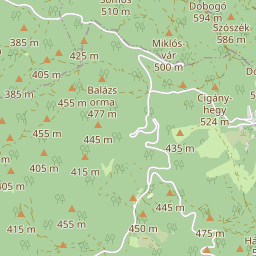 Somos
510 m
Dobogó
594 m
Szószék
586 m
385 m
425 m
Miklós-
vár
500 m
405 m
385 m
455 m
Balázs
orma
477 m
Cigány-
hegy
524 m
455 m
445 m
435 m
405 m
415 m
445 m
455 m
415 m
455 m
450 m
475 m